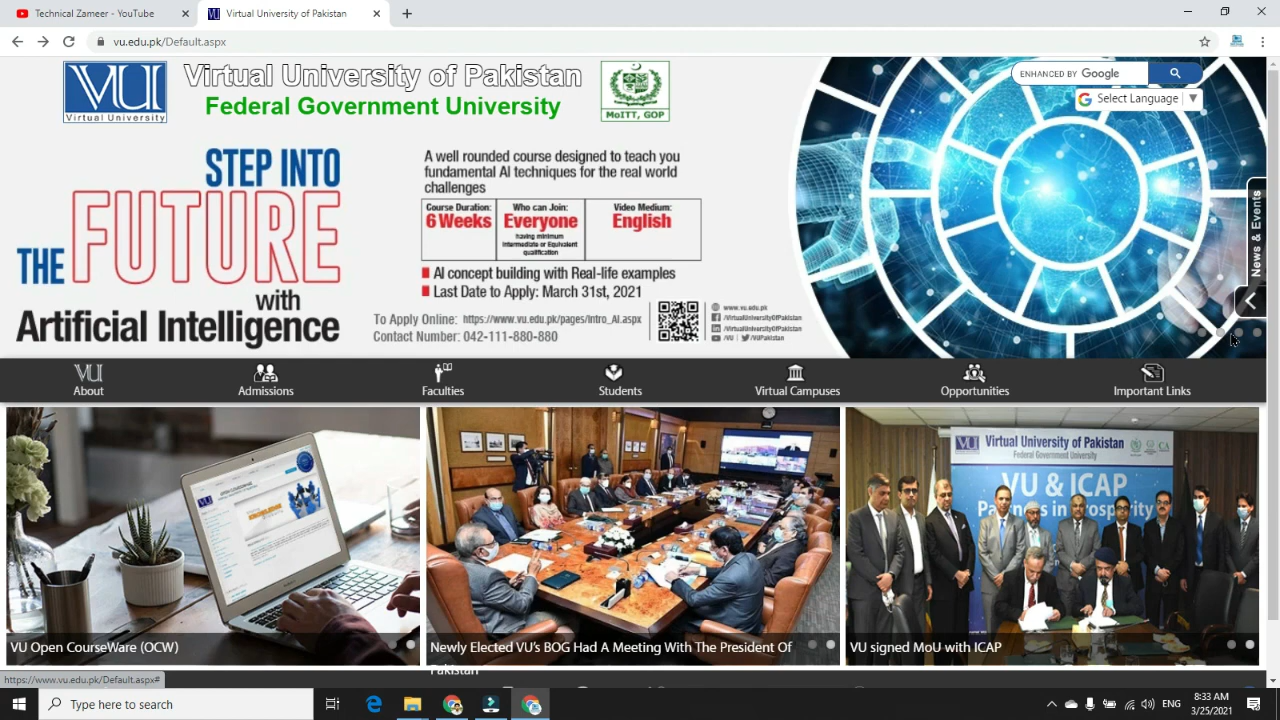 Technical Zameer - YouTube
Virtual University of Pakistan
vu.edu.pk/Default.aspx
VU
Virtual University
Virtual University of Pakistan
Federal Government University
MoITT, GOP
ENHANCED BY Google
Select Language
STEP INTO
THE FUTURE
with
Artificial Intelligence
A well rounded course designed to teach you
fundamental AI techniques for the real world
challenges
Course Duration:
6 Weeks
Who can Join:
Everyone
having minimum
Intermediate or Equivalent
qualification
Video Medium:
English
AI concept building with Real-life examples
Last Date to Apply: March 31st, 2021
To Apply Online: https://www.vu.edu.pk/pages/Intro_AI.aspx
Contact Number: 042-111-880-880
www.vu.edu.pk
/VirtualUniversityOfPakistan
/VirtualUniversityOfPakistan
/VU /VUPakistan
News & Events
VU
About
Admissions
Faculties
Students
Virtual Campuses
Opportunities
Important Links
VU Open CourseWare (OCW)
Newly Elected VU's BOG Had A Meeting With The President Of
Pakistan
VU
Virtual University of Pakistan
Federal Government University
VU & ICAP
Partners in Prosperity
VU signed MoU with ICAP
https://www.vu.edu.pk/Default.aspx#
Type here to search
ENG
8:33 AM
3/25/2021